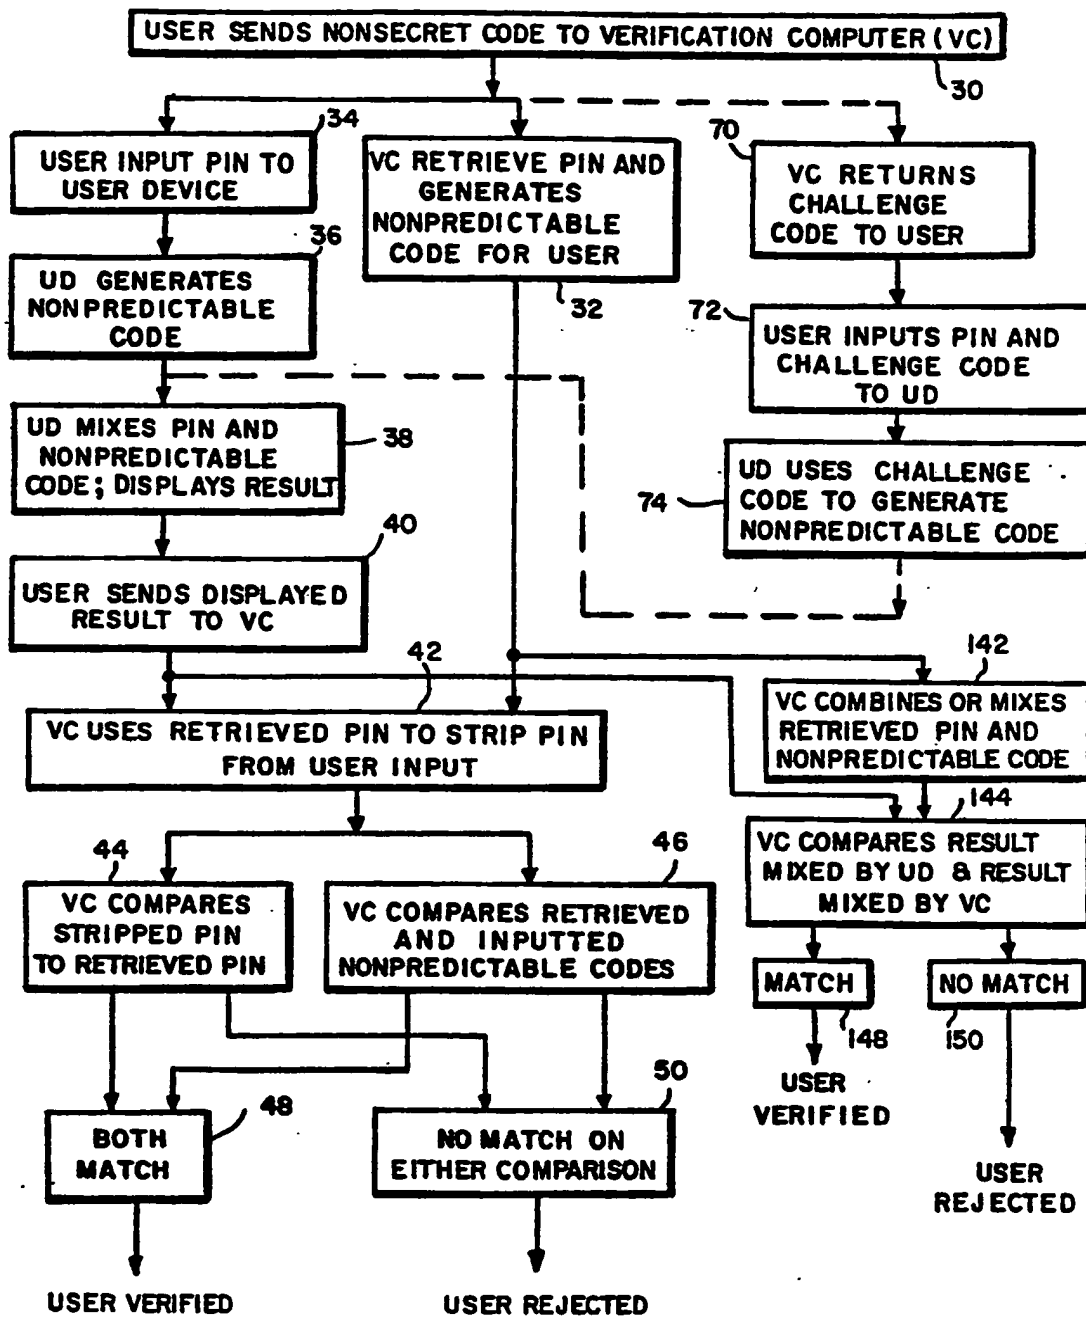 USER SENDS NONSECRET CODE TO VERIFICATION COMPUTER (VC)
30
34
USER INPUT PIN TO
USER DEVICE
VC RETRIEVE PIN AND
GENERATES
NONPREDICTABLE
CODE FOR USER
32
70
VC RETURNS
CHALLENGE
CODE TO USER
36
UD GENERATES
NONPREDICTABLE
CODE
72
USER INPUTS PIN AND
CHALLENGE CODE
TO UD
UD MIXES PIN AND
NONPREDICTABLE
CODE; DISPLAYS RESULT
38
74
UD USES CHALLENGE
CODE TO GENERATE
NONPREDICTABLE CODE
40
USER SENDS DISPLAYED
RESULT TO VC
42
VC USES RETRIEVED PIN TO STRIP PIN
FROM USER INPUT
142
VC COMBINES OR MIXES
RETRIEVED PIN AND
NONPREDICTABLE CODE
144
VC COMPARES RESULT
MIXED BY UD & RESULT
MIXED BY VC
44
VC COMPARES
STRIPPED PIN
TO RETRIEVED PIN
46
VC COMPARES RETRIEVED
AND INPUTTED
NONPREDICTABLE CODES
MATCH
148
NO MATCH
150
USER
VERIFIED
USER
REJECTED
48
BOTH
MATCH
50
NO MATCH ON
EITHER COMPARISON
USER VERIFIED
USER REJECTED